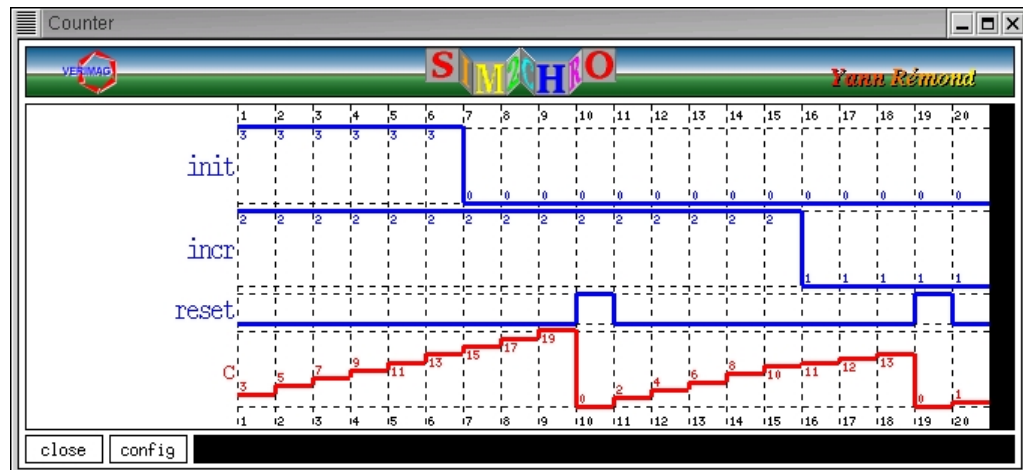 Counter
VERIMAG
SIM2CHRO
Yann Rémond
1 2 3 4 5 6 7 8 9 10 11 12 13 14 15 16 17 18 19 20
3 3 3 3 3 3
init
0 0 0 0 0 0 0 0 0 0 0 0 0 0
2 2 2 2 2 2 2 2 2 2 2 2 2 2 2
incr
1 1 1 1 1
reset
C
3 5 7 9 11 13 15 17 19 0 2 4 6 8 10 11 12 13 0 1
1 2 3 4 5 6 7 8 9 10 11 12 13 14 15 16 17 18 19 20
close config